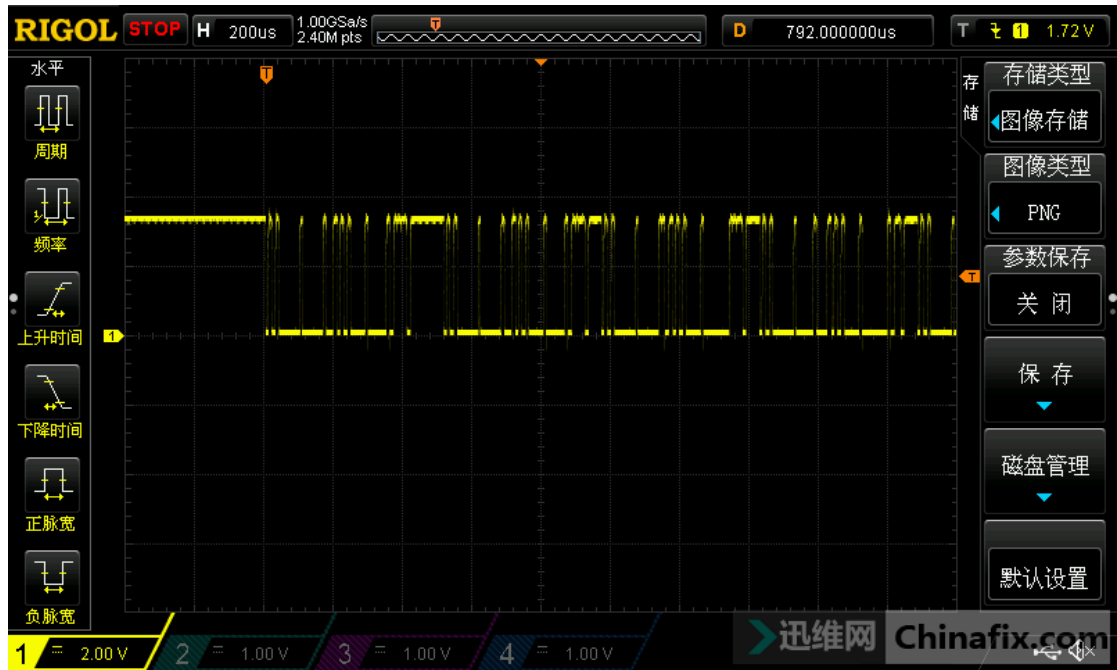 RIGOL STOP H 200us 1.00GSa/s 2.40M pts T D 792.000000us T 1 1.72 V
水平
周期
频率
上升时间
下降时间
正脉宽
负脉宽
T
T
1
存储
存储类型
图像存储
图像类型
PNG
参数保存
关闭
保存
磁盘管理
默认设置
1 2.00 V 2 1.00 V 3 1.00 V 4 1.00 V
迅维网 Chinafix.com